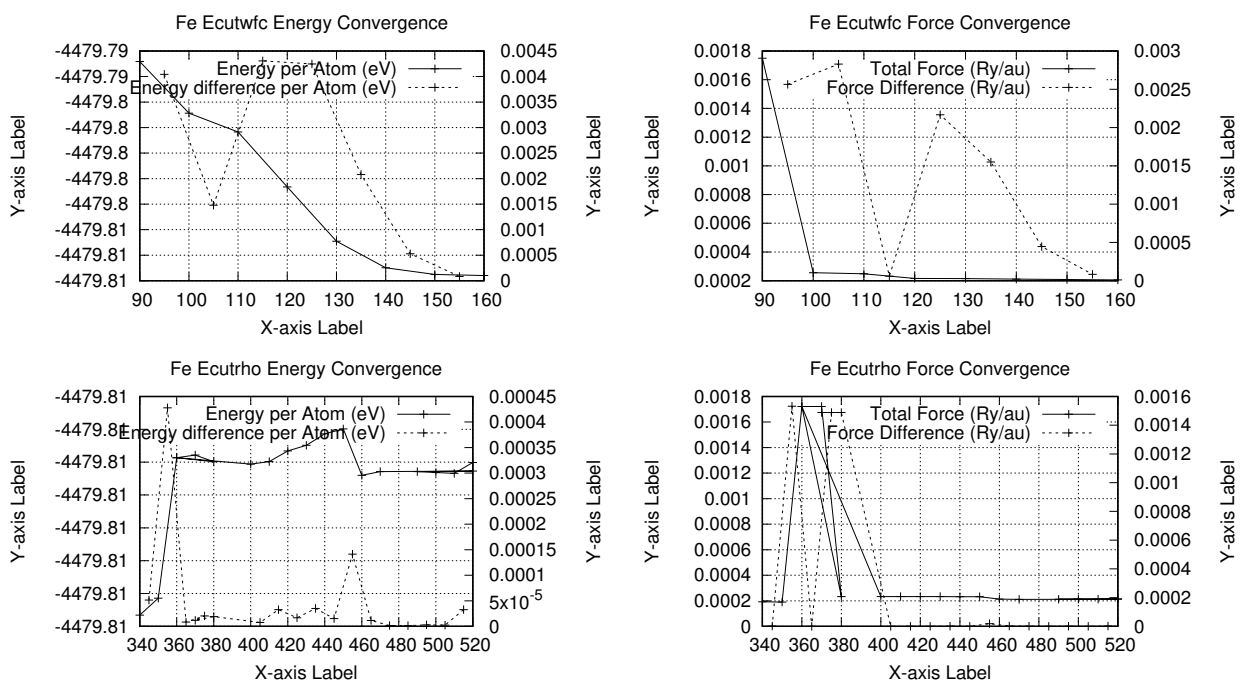 Fe Ecutwfc Energy Convergence
-4479.79
-4479.79
-4479.8
-4479.8
-4479.8
-4479.8
-4479.8
-4479.81
-4479.81
-4479.81
Y-axis Label
Energy per Atom (eV)
Energy difference per Atom (eV)
0.0045
0.004
0.0035
0.003
0.0025
0.002
0.0015
0.001
0.0005
0
Y-axis Label
90 100 110 120 130 140 150 160
X-axis Label
Fe Ecutwfc Force Convergence
0.0018
0.0016
0.0014
0.0012
0.001
0.0008
0.0006
0.0004
0.0002
Y-axis Label
Total Force (Ry/au)
Force Difference (Ry/au)
0.003
0.0025
0.002
0.0015
0.001
0.0005
0
Y-axis Label
90 100 110 120 130 140 150 160
X-axis Label
Fe Ecutrho Energy Convergence
-4479.81
-4479.81
-4479.81
-4479.81
-4479.81
-4479.81
-4479.81
-4479.81
Y-axis Label
Energy per Atom (eV)
Energy difference per Atom (eV)
0.00045
0.0004
0.00035
0.0003
0.00025
0.0002
0.00015
0.0001
5x10-5
0
Y-axis Label
340 360 380 400 420 440 460 480 500 520
X-axis Label
Fe Ecutrho Force Convergence
0.0018
0.0016
0.0014
0.0012
0.001
0.0008
0.0006
0.0004
0.0002
0
Y-axis Label
Total Force (Ry/au)
Force Difference (Ry/au)
0.0016
0.0014
0.0012
0.001
0.0008
0.0006
0.0004
0.0002
0
Y-axis Label
340 360 380 400 420 440 460 480 500 520
X-axis Label